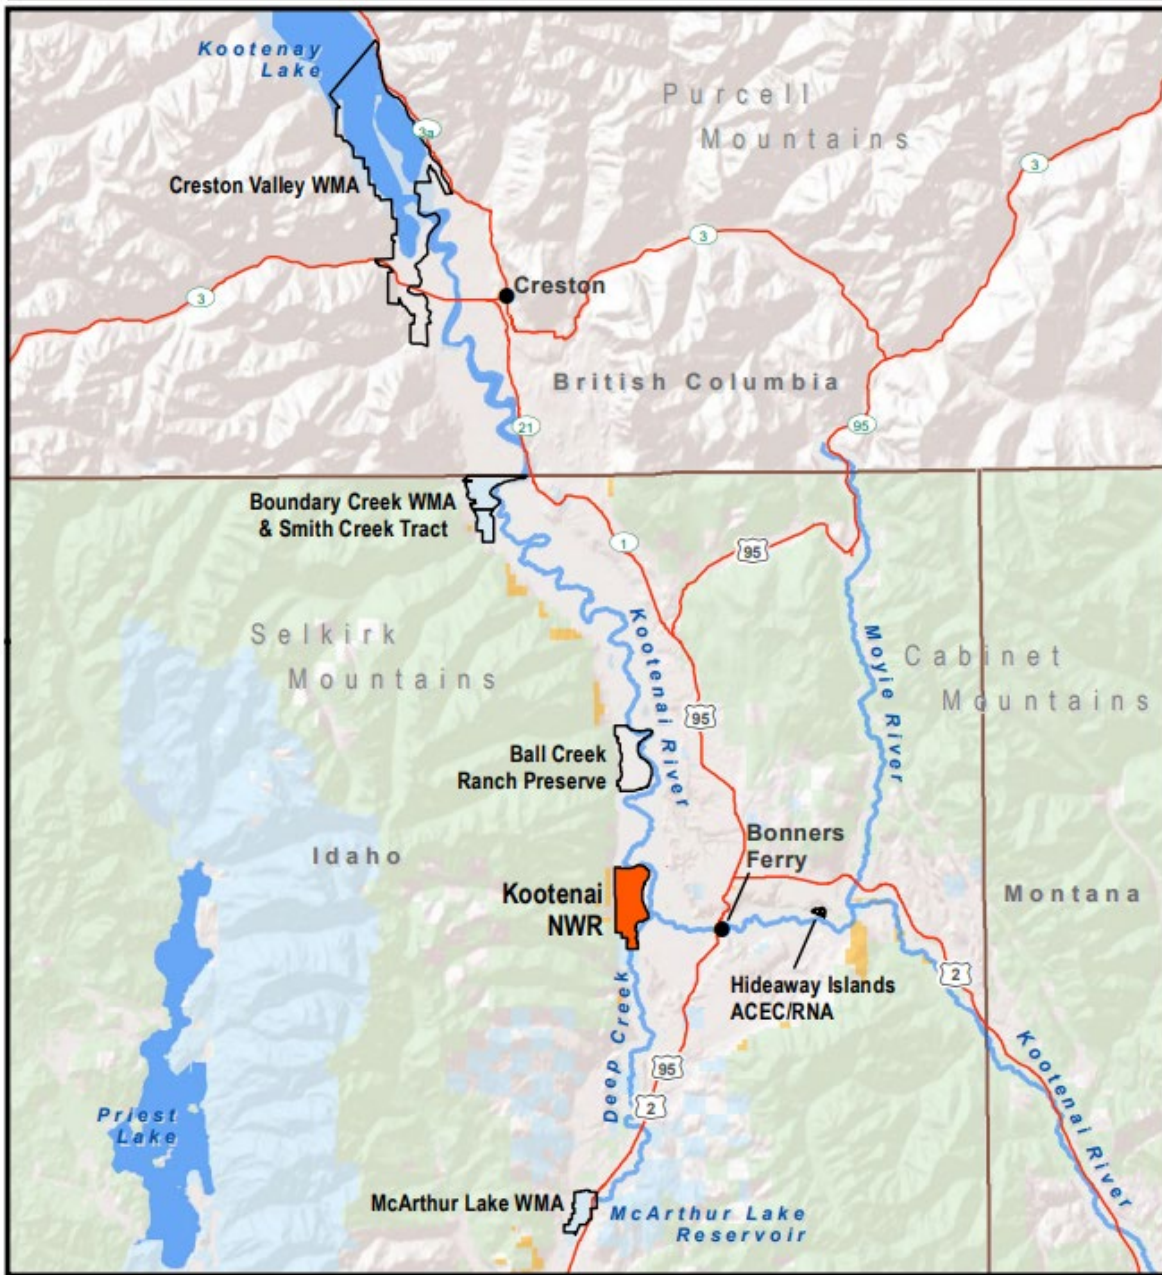 Kootenay
Lake
Purcell
Mountains
3a
3
Creston Valley WMA
3
3
Creston
British Columbia
21
95
Boundary Creek WMA
& Smith Creek Tract
1
95
Selkirk
Mountains
Kootenai River
Moyie River
Cabinet
Mountains
95
Ball Creek
Ranch Preserve
Bonners
Ferry
Idaho
Kootenai
NWR
Montana
2
Hideaway Islands
ACEC/RNA
Deep Creek
95
2
Kootenai River
Priest
Lake
McArthur Lake WMA
McArthur Lake
Reservoir